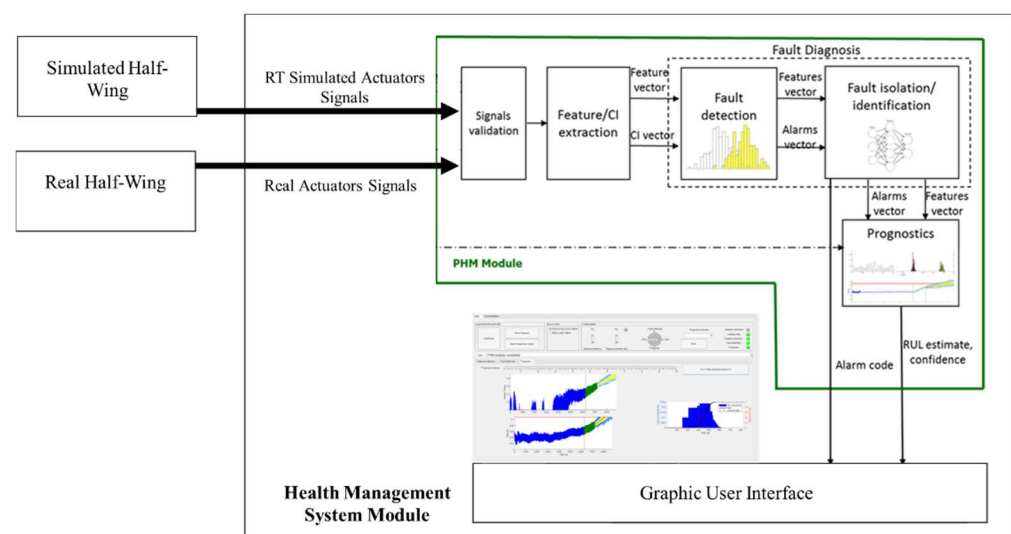 Simulated Half-
Wing
Real Half-Wing
RT Simulated Actuators
Signals
Real Actuators Signals
Signals
validation
Feature/CI
extraction
Feature
vector
CI vector
Fault Diagnosis
Fault
detection
Features
vector
Alarms
vector
Fault isolation/
identification
Alarms
vector
Features
vector
Prognostics
PHM Module
Alarm code
RUL estimate,
confidence
Health Management
System Module
Graphic User Interface